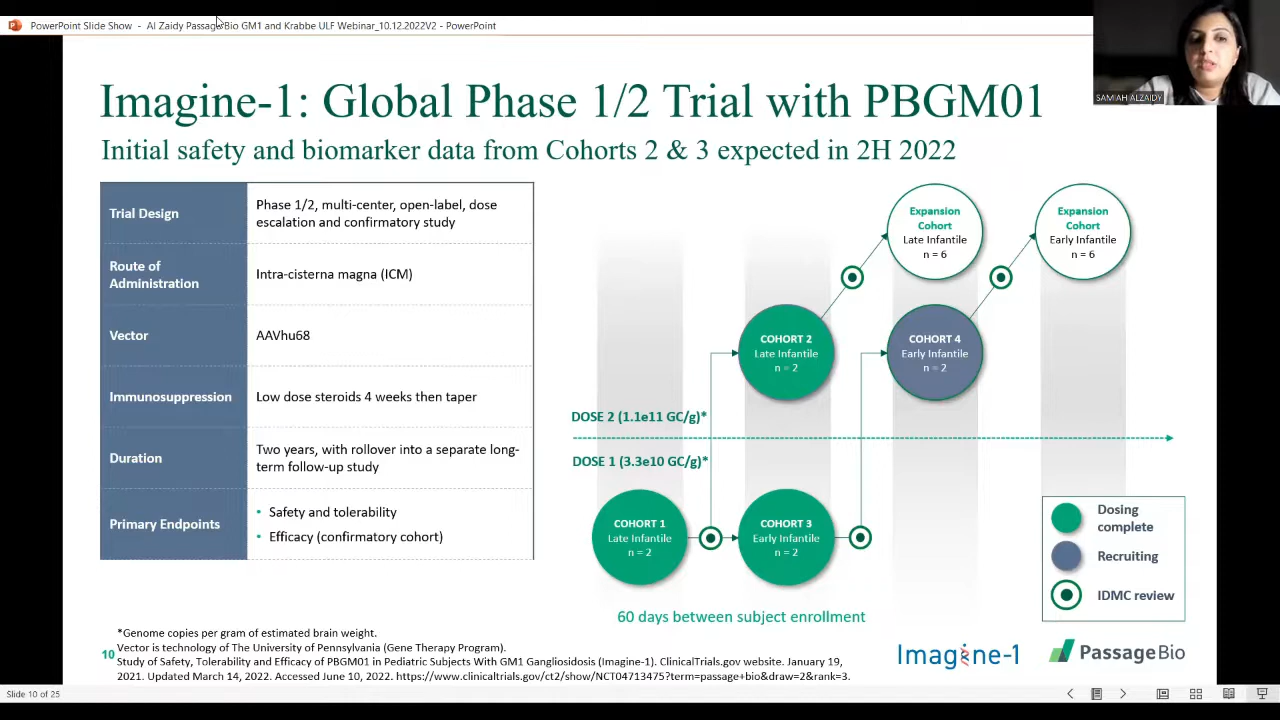 PowerPoint Slide Show - Al Zaidy Passage Bio GM1 and Krabbe ULF Webinar_10.12.2022V2 - PowerPoint
SAMIAH ALZAIDY
Imagine-1: Global Phase 1/2 Trial with PBGM01
Initial safety and biomarker data from Cohorts 2 & 3 expected in 2H 2022
Trial Design
Phase 1/2, multi-center, open-label, dose
escalation and confirmatory study
Route of
Administration
Intra-cisterna magna (ICM)
Vector
AAVhu68
Immunosuppression
Low dose steroids 4 weeks then taper
Duration
Two years, with rollover into a separate long-
term follow-up study
Primary Endpoints
• Safety and tolerability
• Efficacy (confirmatory cohort)
Expansion
Cohort
Late Infantile
n = 6
Expansion
Cohort
Early Infantile
n = 6
COHORT 2
Late Infantile
n = 2
COHORT 4
Early Infantile
n = 2
DOSE 2 (1.1e11 GC/g)*
DOSE 1 (3.3e10 GC/g)*
COHORT 1
Late Infantile
n = 2
COHORT 3
Early Infantile
n = 2
Dosing
complete
Recruiting
IDMC review
60 days between subject enrollment
*Genome copies per gram of estimated brain weight.
Vector is technology of The University of Pennsylvania (Gene Therapy Program).
Study of Safety, Tolerability and Efficacy of PBGM01 in Pediatric Subjects With GM1 Gangliosidosis (Imagine-1). ClinicalTrials.gov website. January 19,
2021. Updated March 14, 2022. Accessed June 10, 2022. https://www.clinicaltrials.gov/ct2/show/NCT04713475?term=passage+bio&draw=2&rank=3.
10
Imagine-1
PassageBio
Slide 10 of 25